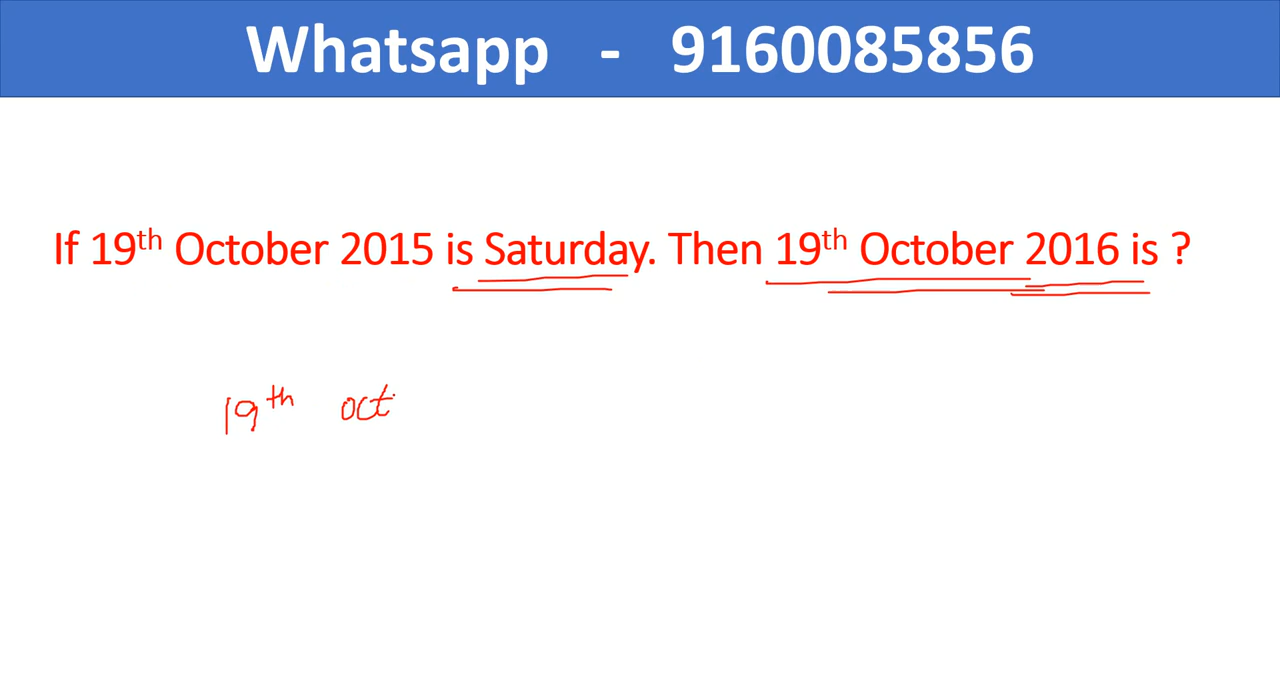 Whatsapp - 9160085856
If 19th October 2015 is Saturday. Then 19th October 2016 is ?
19th oct